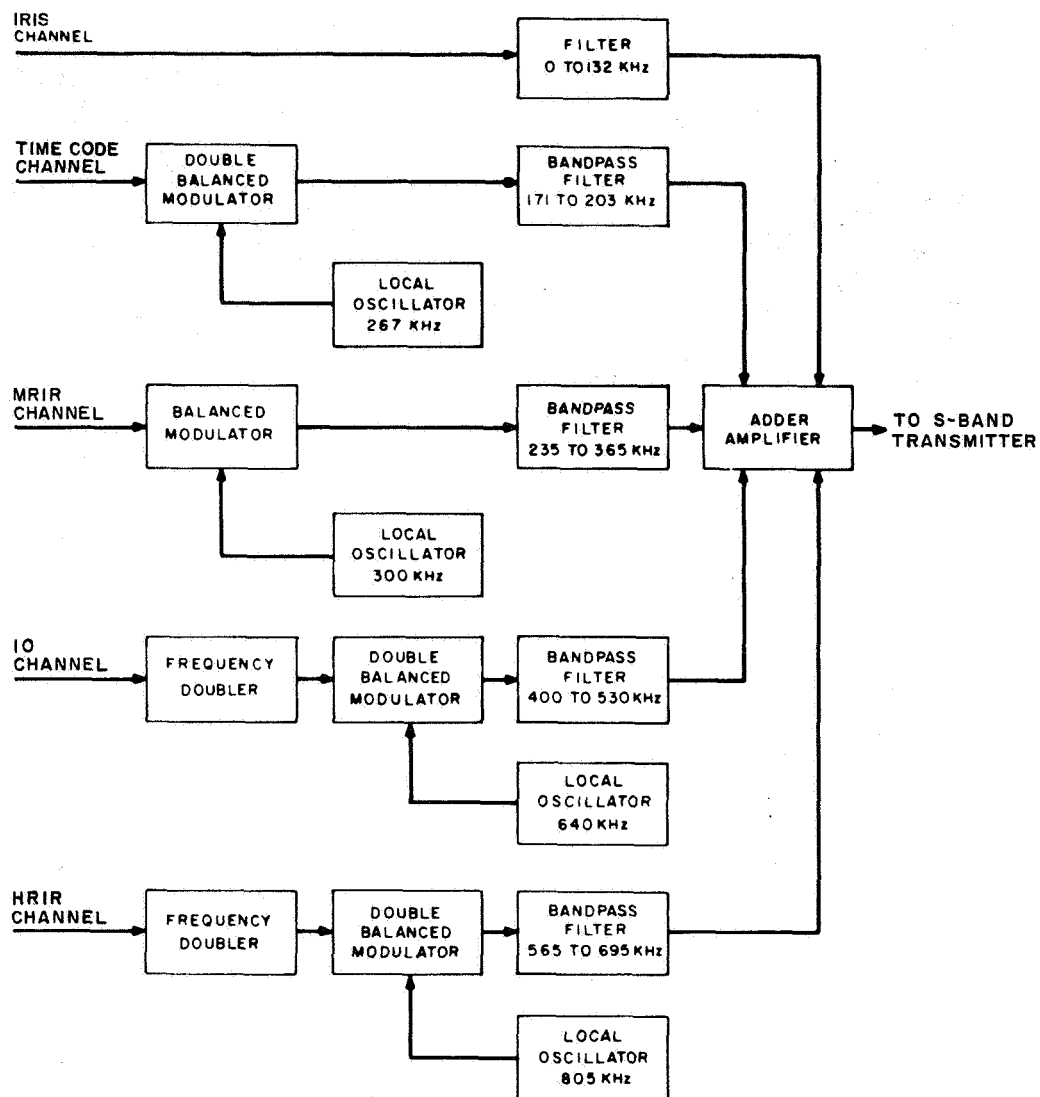 IRIS
CHANNEL
FILTER
0 TO 132 KHz
TIME CODE
CHANNEL
DOUBLE
BALANCED
MODULATOR
BANDPASS
FILTER
171 TO 203 KHz
LOCAL
OSCILLATOR
267 KHz
MRIR
CHANNEL
BALANCED
MODULATOR
BANDPASS
FILTER
235 TO 365 KHz
ADDER
AMPLIFIER
TO S-BAND
TRANSMITTER
LOCAL
OSCILLATOR
300 KHz
IO
CHANNEL
FREQUENCY
DOUBLER
DOUBLE
BALANCED
MODULATOR
BANDPASS
FILTER
400 TO 530 KHz
LOCAL
OSCILLATOR
640 KHz
HRIR
CHANNEL
FREQUENCY
DOUBLER
DOUBLE
BALANCED
MODULATOR
BANDPASS
FILTER
565 TO 695 KHz
LOCAL
OSCILLATOR
805 KHz